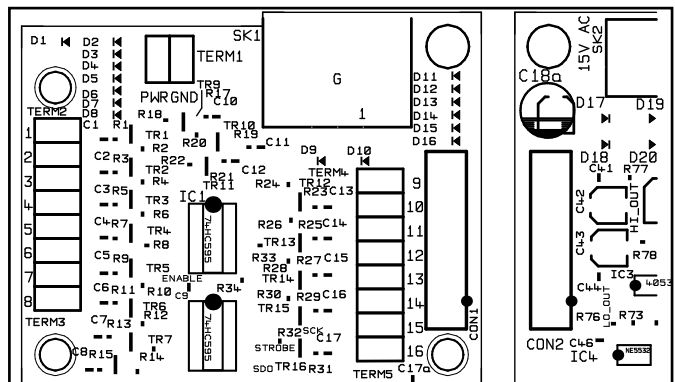 D1
D2
D3
D4
D5
D6
D7
D8
PWR
GND
TERM1
TR9
R17
C10
SK1
G
1
D11
D12
D13
D14
D15
D16
15V AC
SK2
C18a
D17
D19
D18
D20
TERM2
C1
R1
R18
TR1
R2
R20
TR10
R19
C11
D9
D10
1
2
3
4
5
6
7
8
C2
R3
TR2
R4
R22
R21
TR11
C12
R24
TERM4
TR12
R23
C13
C3
R5
TR3
R6
IC1
74HC595
C4
R7
TR4
R8
R26
R25
C14
TR13
C5
R9
TR5
R33
R28
R27
C15
TR14
ENABLE
C6
R11
R10
C9
R34
TR6
R12
R30
R29
C16
TR15
TERM3
C7
R13
TR7
R14
C8
R15
74HC595
R32
SCK
C17
STROBE
SDO
TR16
R31
TERM5
C17a
9
10
11
12
13
14
15
16
CON1
CON2
C41
R77
C42
HI_OUT
C43
R78
IC3
4053
C44
LO_OUT
R76
R73
C46
IC4
NE5532